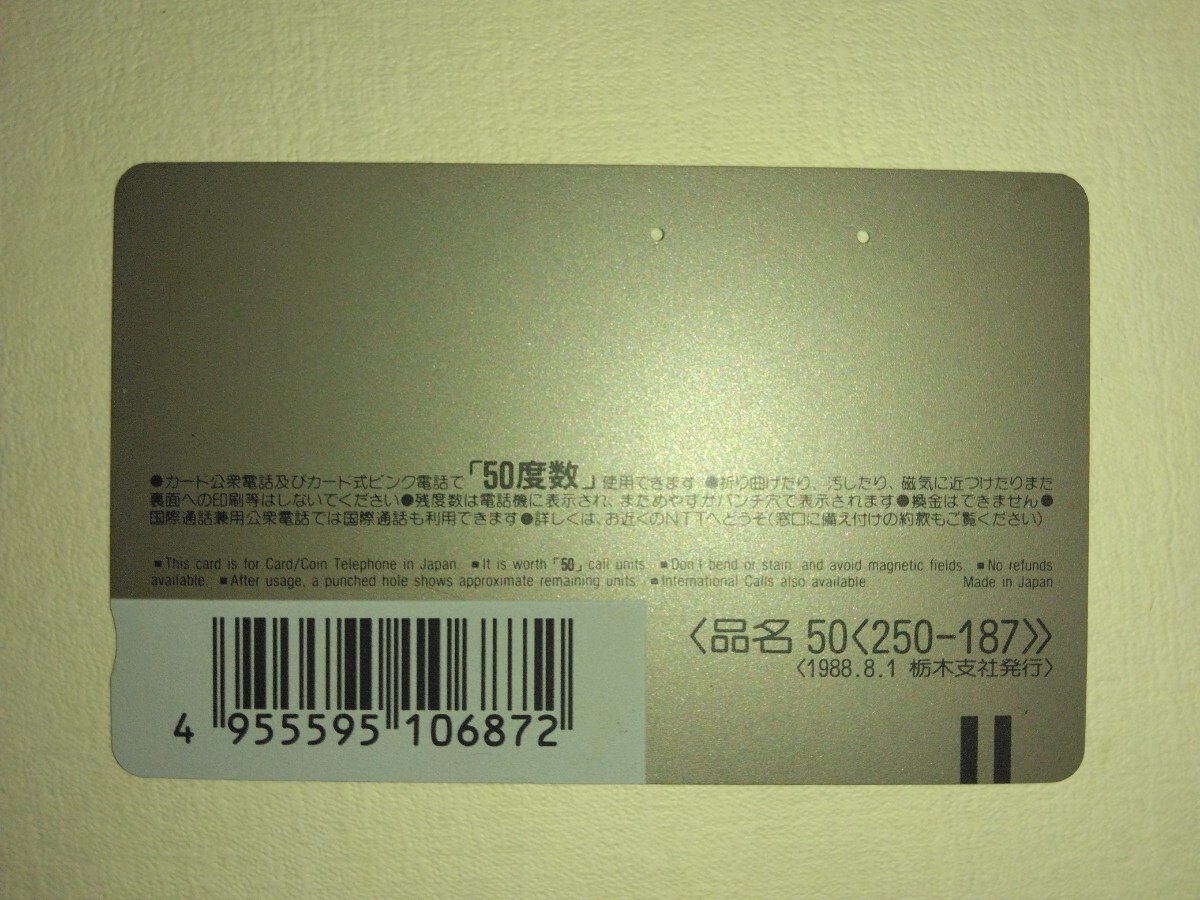 ●カード公衆電話及びカード式ピンク電話で「50度数」使用できます ●折り曲げたり、汚したり、磁気に近づけたりまた
裏面への印刷等はしないでください●残度数は電話機に表示され、まためやすがパンチ穴で表示されます●換金はできません●
国際通話兼用公衆電話では国際通話も利用できます●詳しくは、お近くのNTTへどうぞ(窓口に備え付けの約款もご覧ください)
■This card is for Card/Coin Telephone in Japan. ■It is worth「50」call units. ■Don't bend or stain, and avoid magnetic fields. ■No refunds
available. ■After usage, a punched hole shows approximate remaining units. ●International Calls also available. Made in Japan
〈品名 50〈250-187〉〉
〈1988.8.1 栃木支社発行〉
4 955595 106872